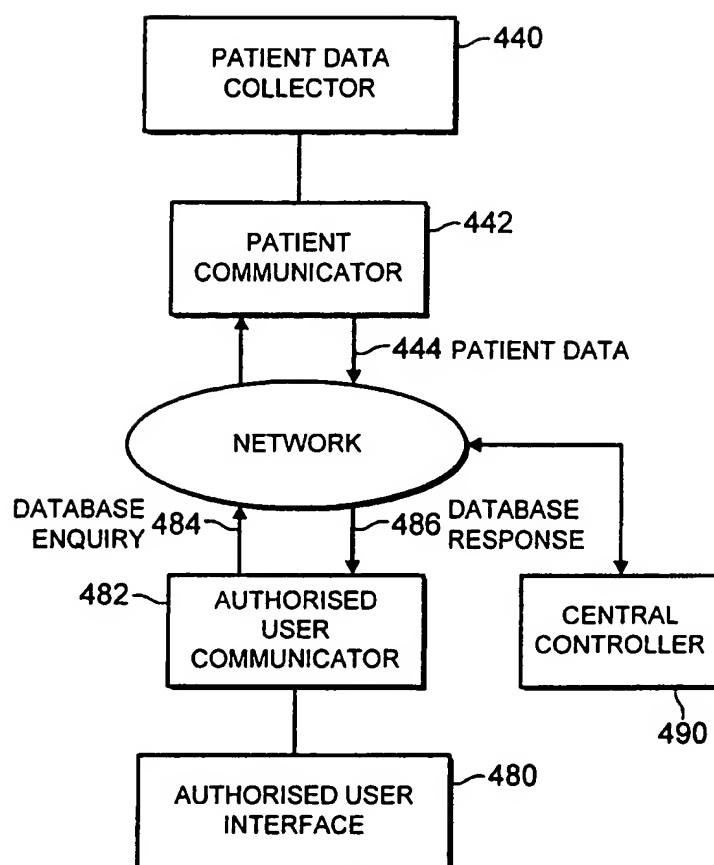 440
PATIENT DATA
COLLECTOR
442
PATIENT
COMMUNICATOR
444 PATIENT DATA
NETWORK
DATABASE
ENQUIRY
484
486
DATABASE
RESPONSE
482
AUTHORISED
USER
COMMUNICATOR
CENTRAL
CONTROLLER
490
480
AUTHORISED USER
INTERFACE